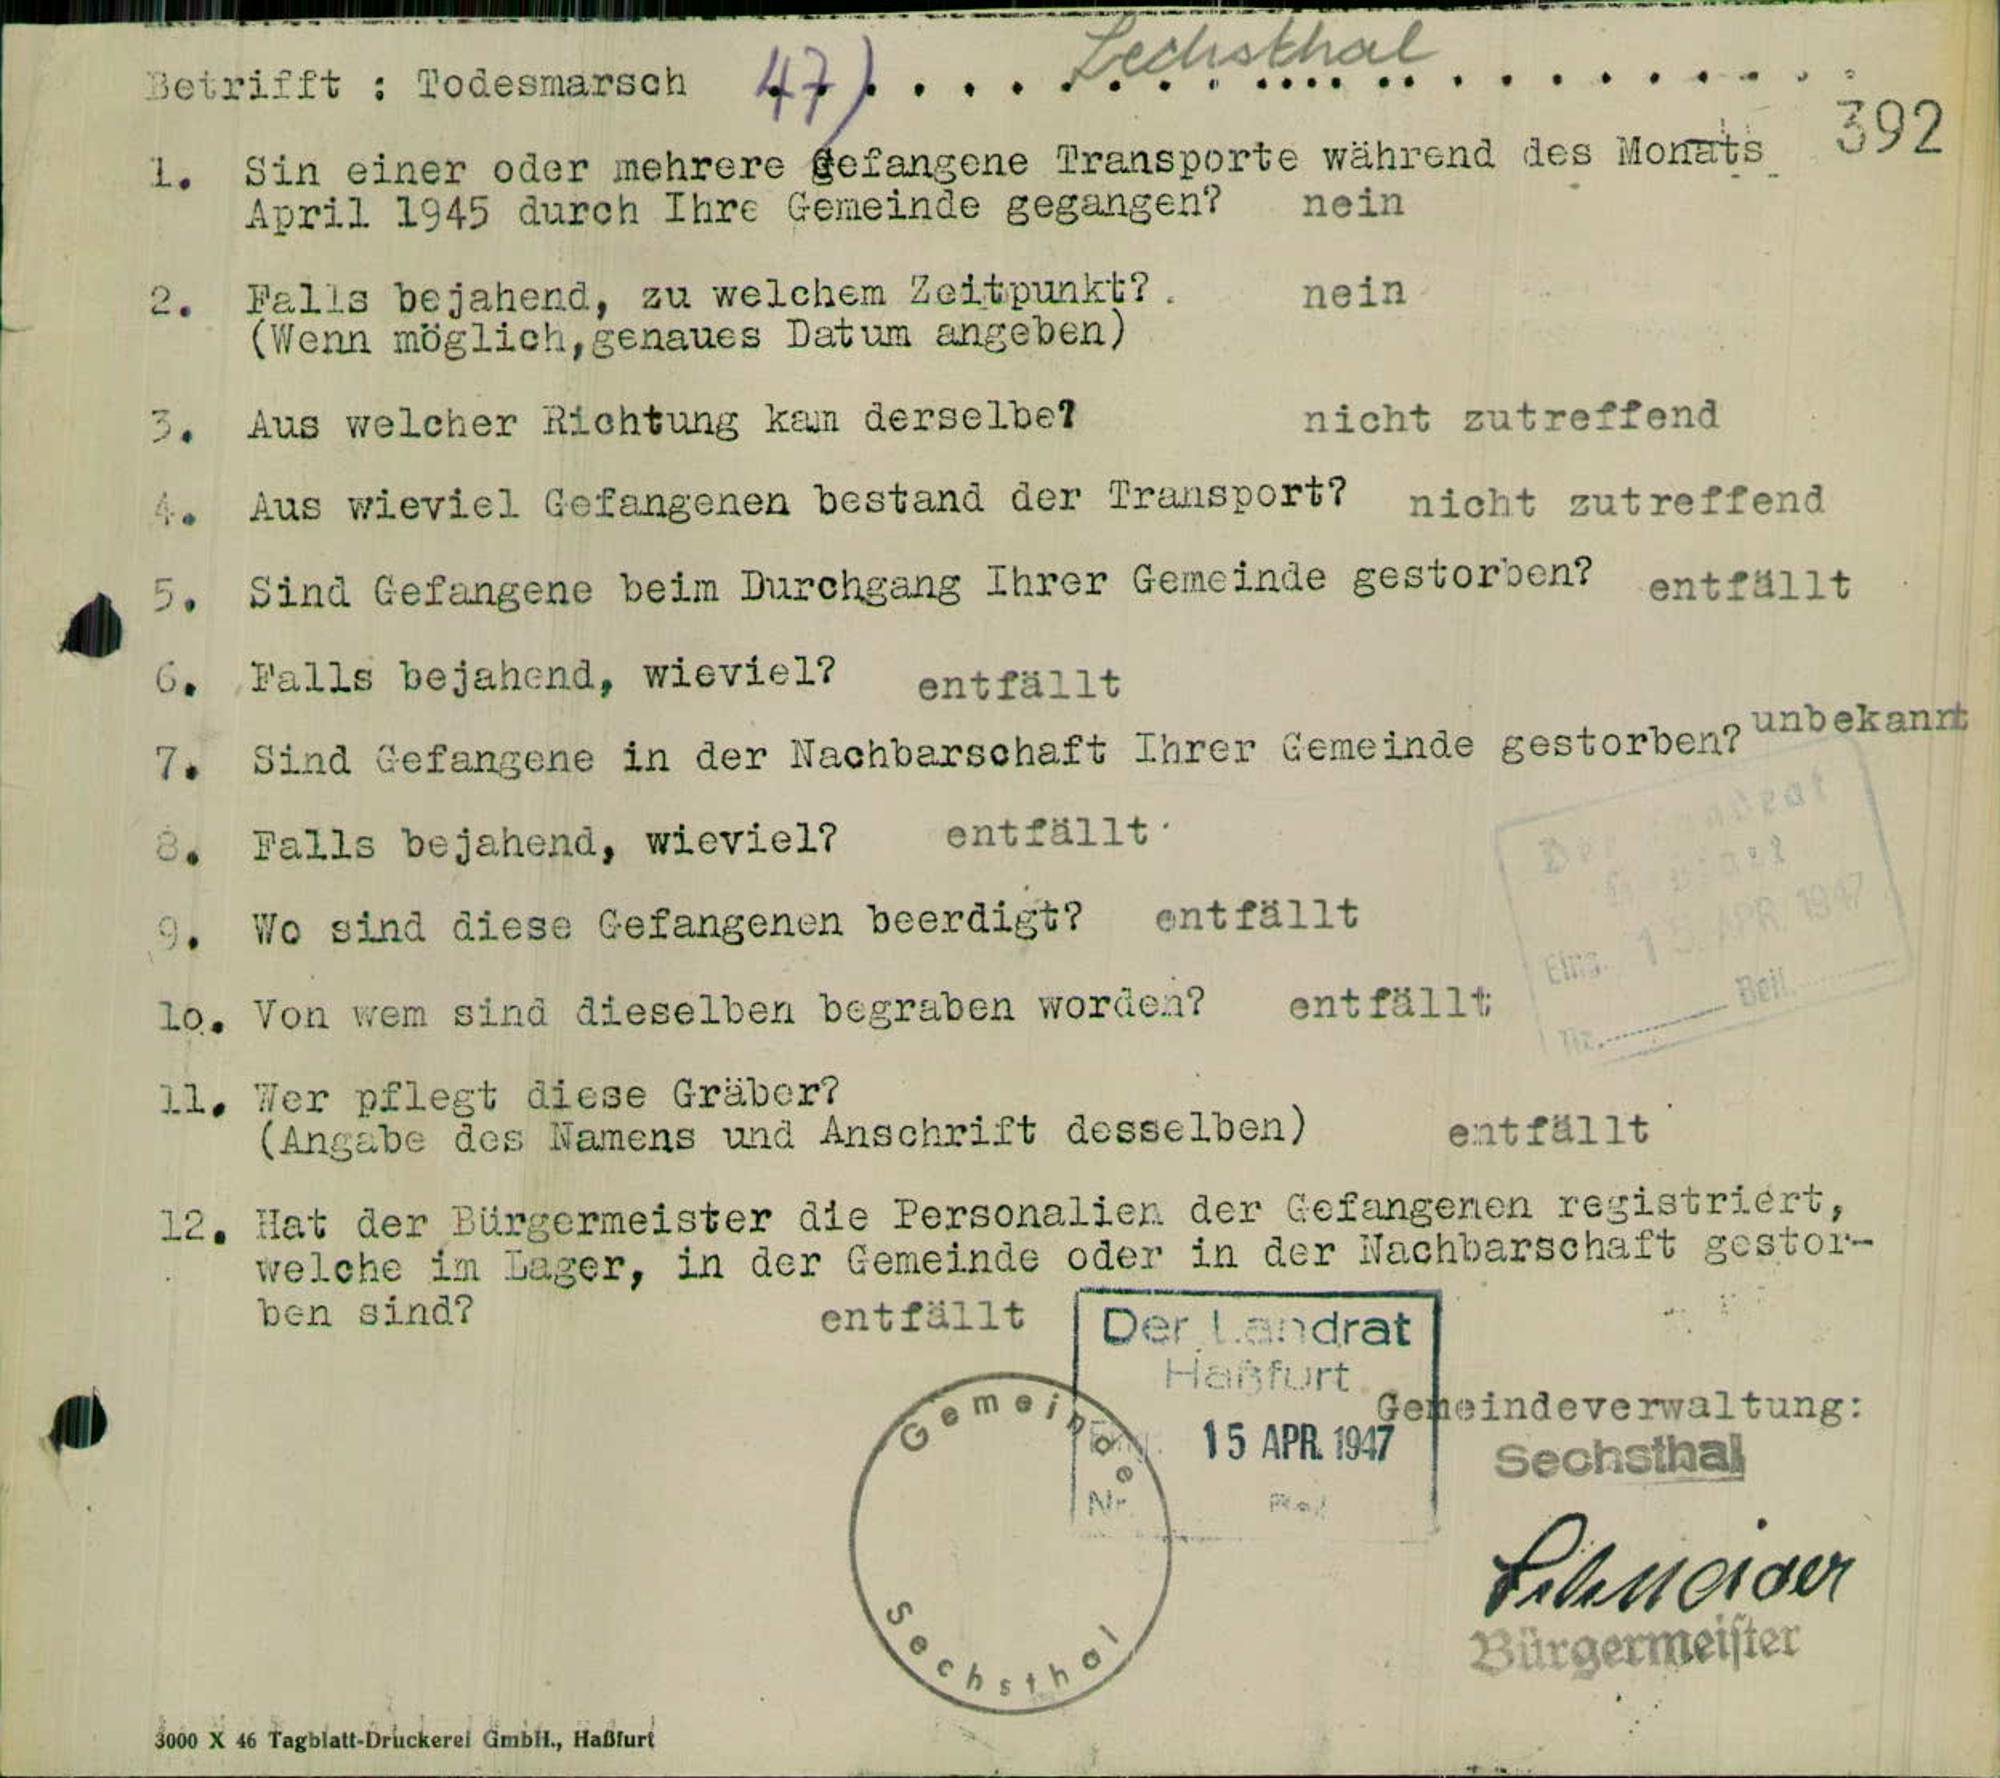 Betrifft : Todesmarsch 47) Sechsthal
392
1. Sin einer oder mehrere Gefangene Transporte während des Monats
April 1945 durch Ihre Gemeinde gegangen? nein
2. Falls bejahend, zu welchem Zeitpunkt? nein
(Wenn möglich,genaues Datum angeben)
3. Aus welcher Richtung kam derselbe? nicht zutreffend
4. Aus wieviel Gefangenen bestand der Transport? nicht zutreffend
5. Sind Gefangene beim Durchgang Ihrer Gemeinde gestorben? entfällt
6. Falls bejahend, wieviel? entfällt
7. Sind Gefangene in der Nachbarschaft Ihrer Gemeinde gestorben? unbekannt
8. Falls bejahend, wieviel? entfällt
9. Wo sind diese Gefangenen beerdigt? entfällt
APR. 1947
Eing.
Beil.
Nr.
10. Von wem sind dieselben begraben worden? entfällt
11. Wer pflegt diese Gräber?
(Angabe des Namens und Anschrift desselben) entfällt
12. Hat der Bürgermeister die Personalien der Gefangenen registriert,
welche im Lager, in der Gemeinde oder in der Nachbarschaft gestor-
ben sind? entfällt
Der Landrat
Haßfurt
15 APR. 1947
Nr.
Gemeinde
Sechsthal
Gemeindeverwaltung:
Sechsthal
Schneider
Bürgermeister
3000 X 46 Tagblatt-Druckerei GmbH., Haßfurt